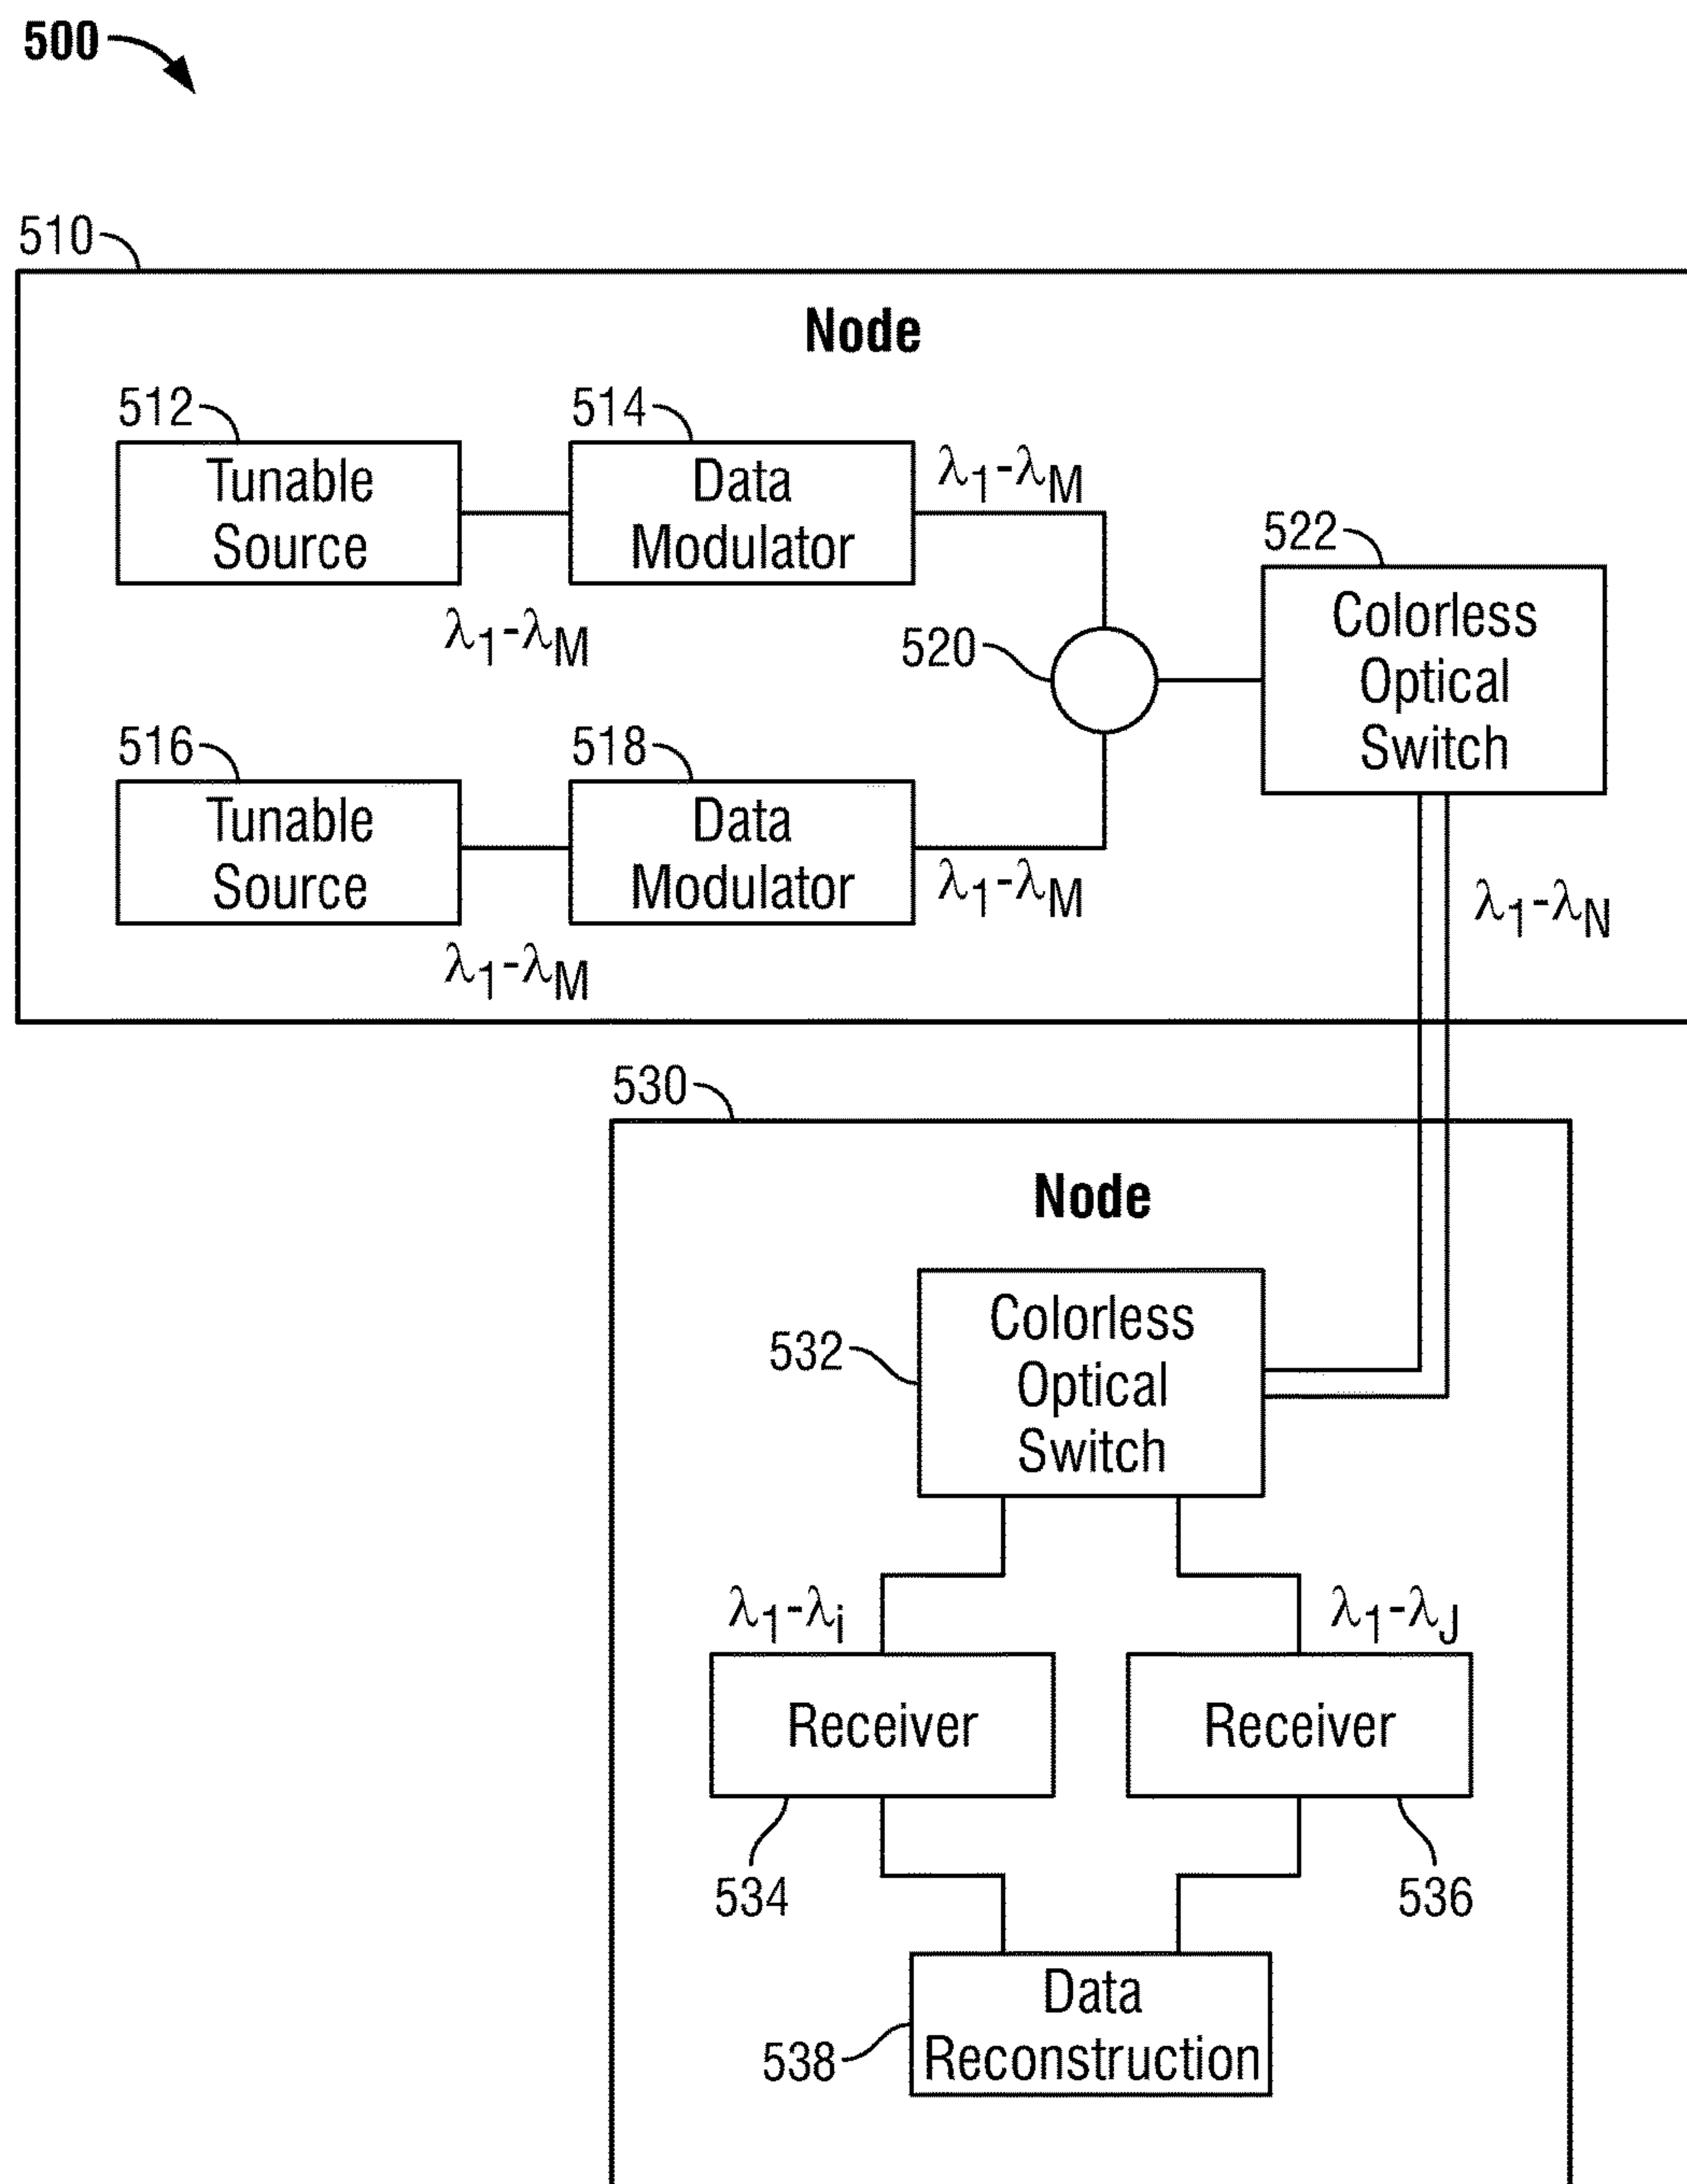 500
510
Node
512
514
Tunable
Source
Data
Modulator
λ1-λM
λ1-λM
522
Colorless
Optical
Switch
520
516
518
Tunable
Source
Data
Modulator
λ1-λM
λ1-λM
λ1-λN
530
Node
532
Colorless
Optical
Switch
λ1-λi
λ1-λJ
Receiver
Receiver
534
536
538
Data
Reconstruction